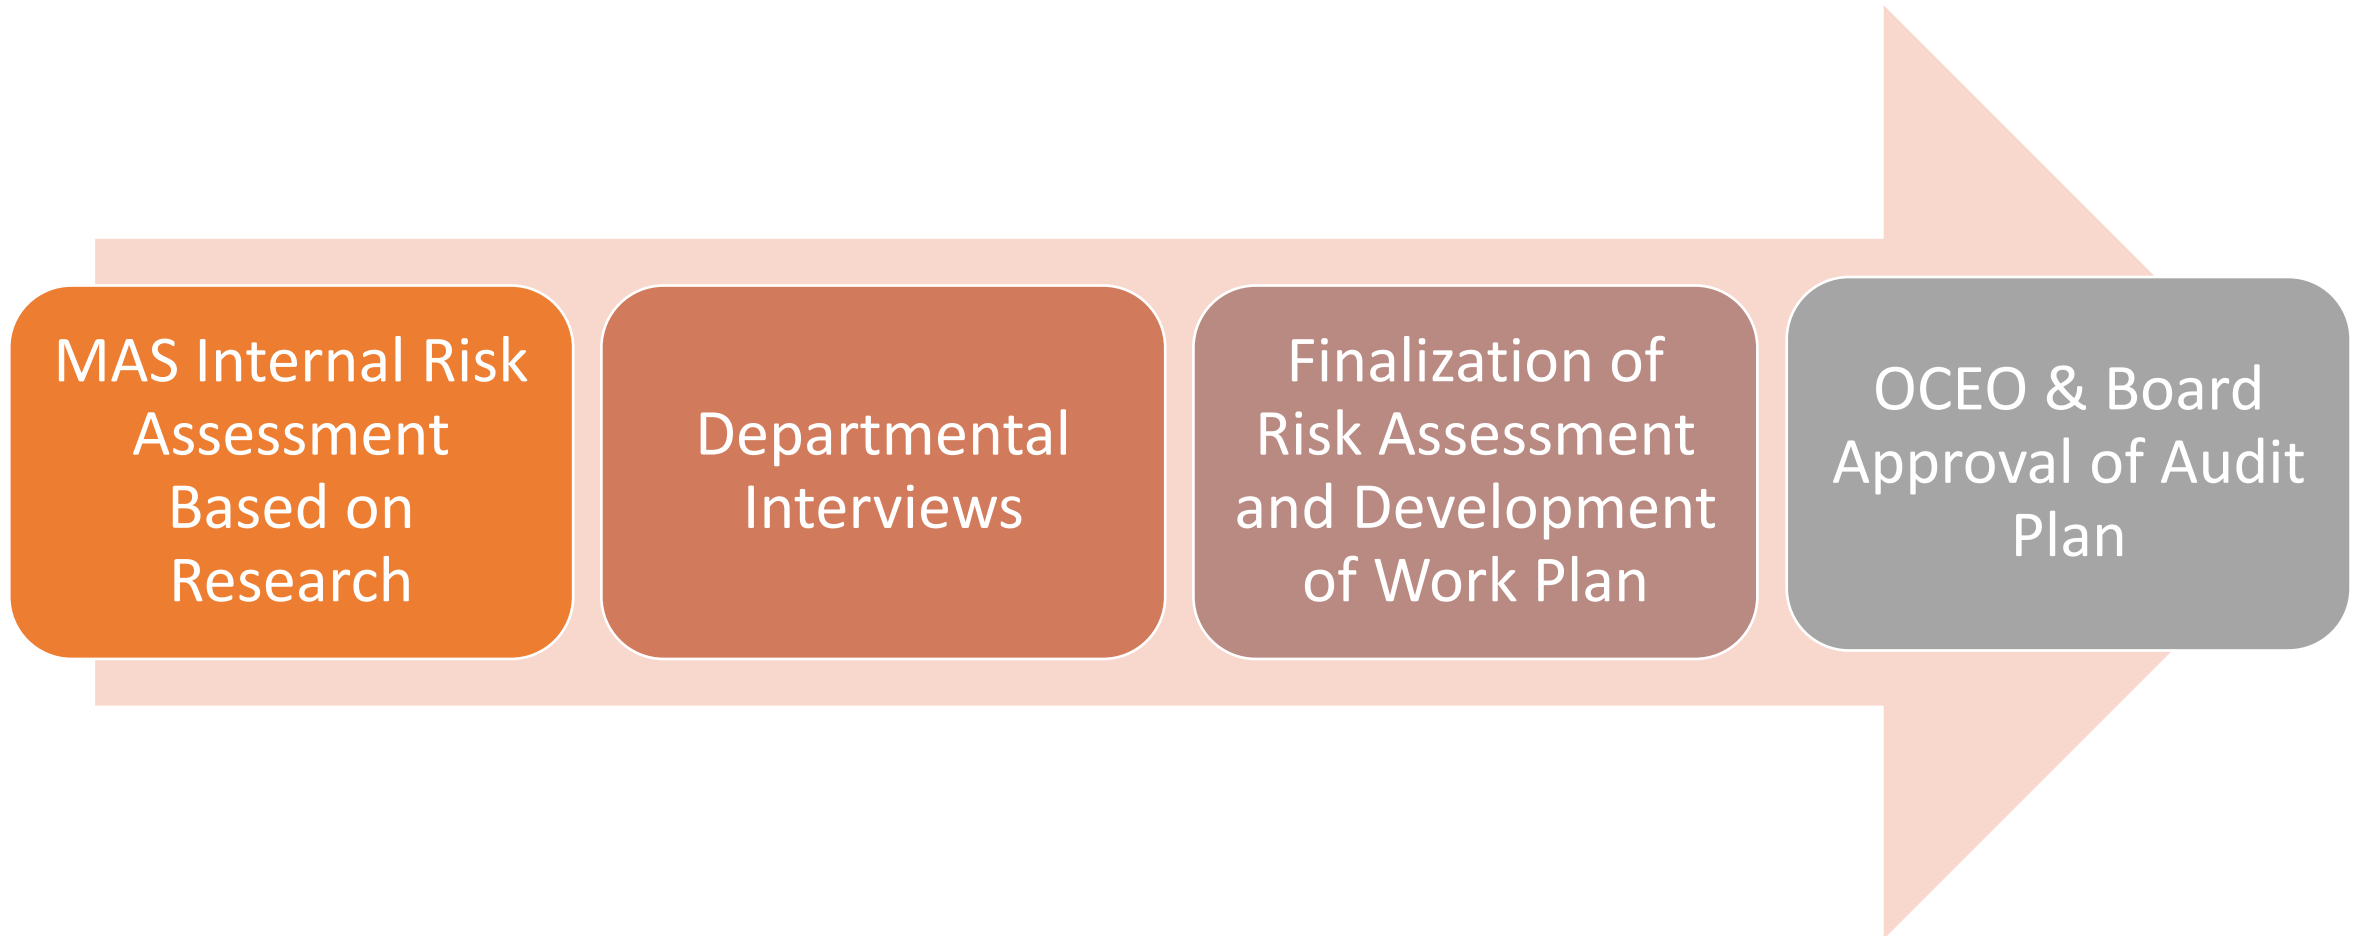 MAS Internal Risk
Assessment
Based on
Research
Departmental
Interviews
Finalization of
Risk Assessment
and Development
of Work Plan
OCEO & Board
Approval of Audit
Plan